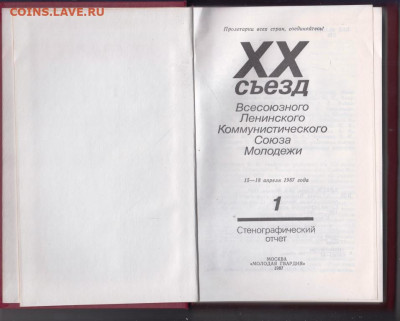 COINS.LAVE.RU
Пролетарии всех стран, соединяйтесь!
XX
съезд
Всесоюзного
Ленинского
Коммунистического
Союза
Молодежи
15—18 апреля 1987 года
1
Стенографический
отчет
МОСКВА
«МОЛОДАЯ ГВАРДИЯ»
1987